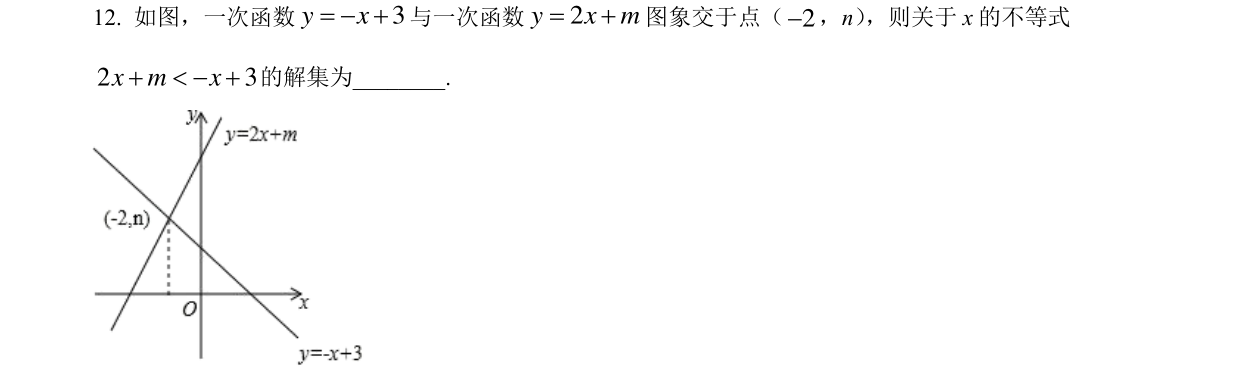 12. 如图，一次函数 y=−x+3 与一次函数 y=2x+m 图象交于点（−2，n），则关于 x 的不等式
2x+m<−x+3的解集为________.
y
y=2x+m
(-2,n)
O
x
y=-x+3